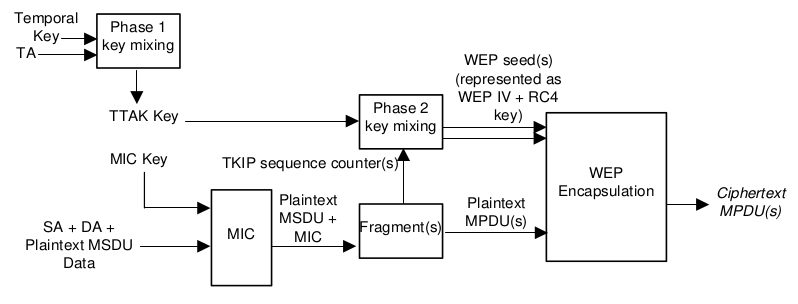 Temporal
Key
TA
Phase 1
key mixing
TTAK Key
Phase 2
key mixing
WEP seed(s)
(represented as
WEP IV + RC4
key)
MIC Key
TKIP sequence counter(s)
SA + DA +
Plaintext MSDU
Data
MIC
Plaintext
MSDU +
MIC
Fragment(s)
Plaintext
MPDU(s)
WEP
Encapsulation
Ciphertext
MPDU(s)